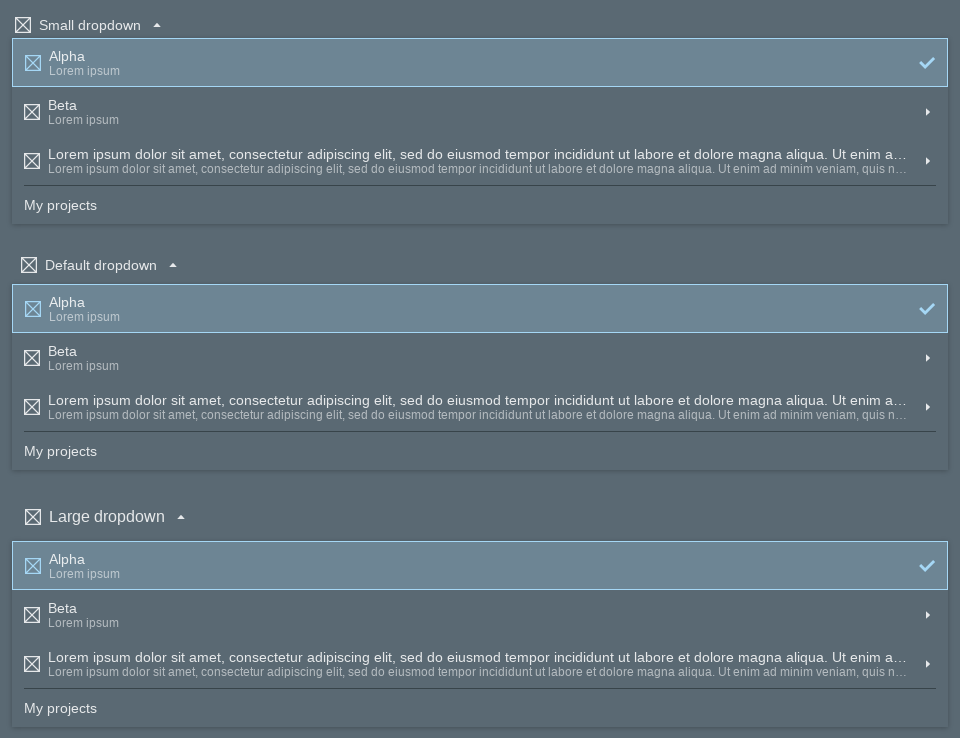 Small dropdown
Alpha
Lorem ipsum
Beta
Lorem ipsum
Lorem ipsum dolor sit amet, consectetur adipiscing elit, sed do eiusmod tempor incididunt ut labore et dolore magna aliqua. Ut enim a…
Lorem ipsum dolor sit amet, consectetur adipiscing elit, sed do eiusmod tempor incididunt ut labore et dolore magna aliqua. Ut enim ad minim veniam, quis n…
My projects
Default dropdown
Alpha
Lorem ipsum
Beta
Lorem ipsum
Lorem ipsum dolor sit amet, consectetur adipiscing elit, sed do eiusmod tempor incididunt ut labore et dolore magna aliqua. Ut enim a…
Lorem ipsum dolor sit amet, consectetur adipiscing elit, sed do eiusmod tempor incididunt ut labore et dolore magna aliqua. Ut enim ad minim veniam, quis n…
My projects
Large dropdown
Alpha
Lorem ipsum
Beta
Lorem ipsum
Lorem ipsum dolor sit amet, consectetur adipiscing elit, sed do eiusmod tempor incididunt ut labore et dolore magna aliqua. Ut enim a…
Lorem ipsum dolor sit amet, consectetur adipiscing elit, sed do eiusmod tempor incididunt ut labore et dolore magna aliqua. Ut enim ad minim veniam, quis n…
My projects